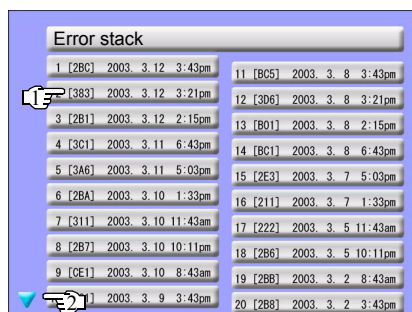 Error stack
1 [2BC] 2003. 3.12 3:43pm
[383] 2003. 3.12 3:21pm
3 [2B1] 2003. 3.12 2:15pm
4 [3C1] 2003. 3.11 6:43pm
5 [3A6] 2003. 3.11 5:03pm
6 [2BA] 2003. 3.10 1:33pm
7 [311] 2003. 3.10 11:43am
8 [2B7] 2003. 3.10 10:11pm
9 [CE1] 2003. 3.10 8:43am
2003. 3. 9 3:43pm
11 [BC5] 2003. 3. 8 3:43pm
12 [3D6] 2003. 3. 8 3:21pm
13 [B01] 2003. 3. 8 2:15pm
14 [BC1] 2003. 3. 8 6:43pm
15 [2E3] 2003. 3. 7 5:03pm
16 [211] 2003. 3. 7 1:33pm
17 [222] 2003. 3. 5 11:43am
18 [2B6] 2003. 3. 5 10:11pm
19 [2BB] 2003. 3. 2 8:43am
20 [2B8] 2003. 3. 2 3:43pm
1
2